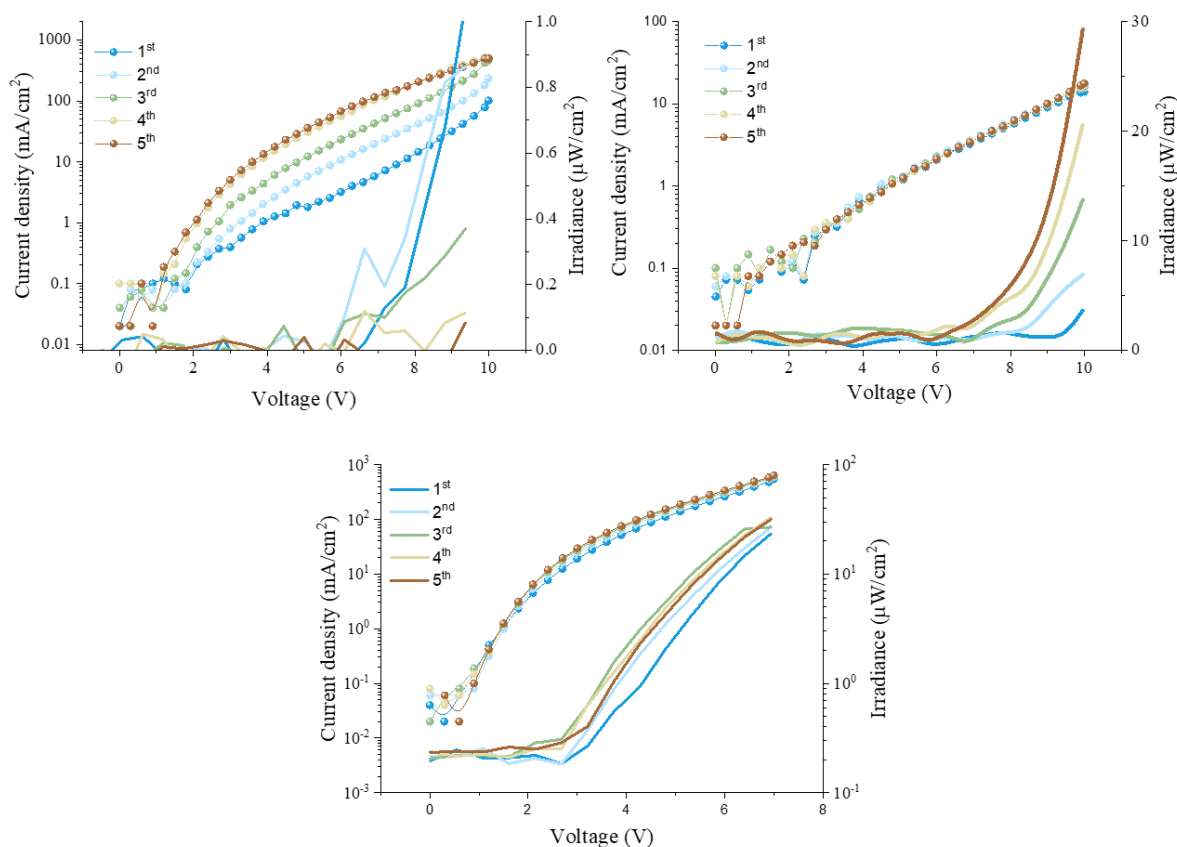 1000
100
10
1
0.1
0.01
Current density (mA/cm²)
1ˢᵗ
2ⁿᵈ
3ʳᵈ
4ᵗʰ
5ᵗʰ
1.0
0.8
0.6
0.4
0.2
0.0
Irradiance (µW/cm²)
0 2 4 6 8 10
Voltage (V)
100
10
1
0.1
0.01
Current density (mA/cm²)
1ˢᵗ
2ⁿᵈ
3ʳᵈ
4ᵗʰ
5ᵗʰ
30
20
10
0
Irradiance (µW/cm²)
0 2 4 6 8 10
Voltage (V)
10³
10²
10¹
10⁰
10⁻¹
10⁻²
10⁻³
Current density (mA/cm²)
1ˢᵗ
2ⁿᵈ
3ʳᵈ
4ᵗʰ
5ᵗʰ
10²
10¹
10⁰
10⁻¹
Irradiance (µW/cm²)
0 2 4 6 8
Voltage (V)